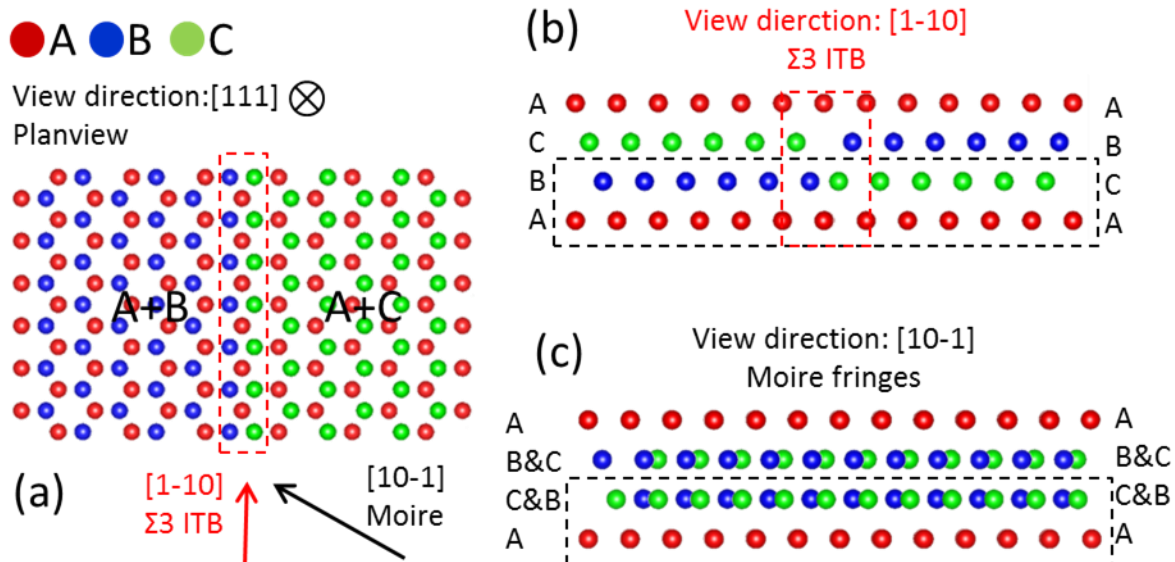 A B C
View direction:[111]
Planview
A+B A+C
(a)
[1-10]
Σ3 ITB
[10-1]
Moire
(b)
View dierction: [1-10]
Σ3 ITB
A A
C B
B C
A A
(c)
View direction: [10-1]
Moire fringes
A A
B&C B&C
C&B C&B
A A